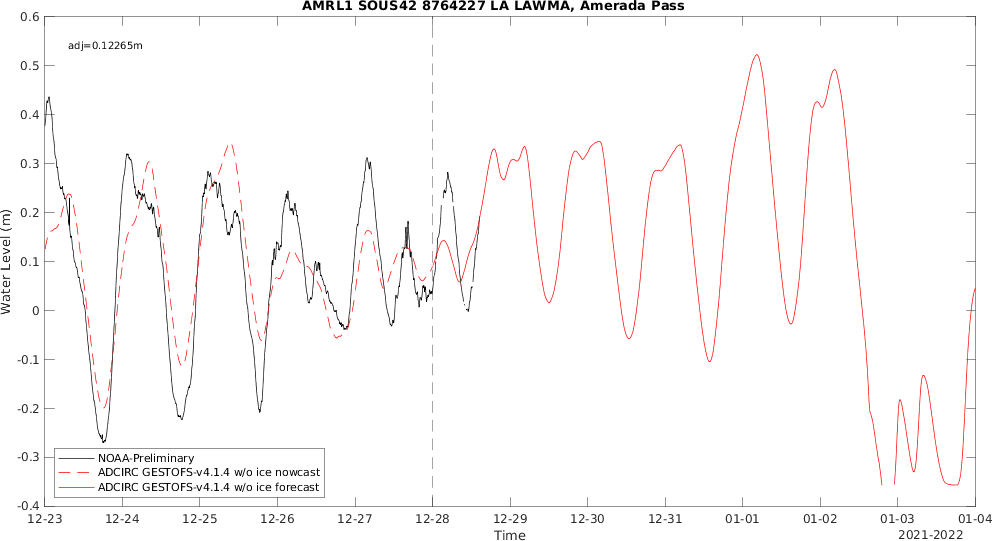 AMRL1 SOUS42 8764227 LA LAWMA, Amerada Pass
adj=0.12265m
Water Level (m)
0.6
0.5
0.4
0.3
0.2
0.1
0
-0.1
-0.2
-0.3
-0.4
NOAA-Preliminary
ADCIRC GESTOFS-v4.1.4 w/o ice nowcast
ADCIRC GESTOFS-v4.1.4 w/o ice forecast
12-23 12-24 12-25 12-26 12-27 12-28 12-29 12-30 12-31 01-01 01-02 01-03 01-04
Time
2021-2022